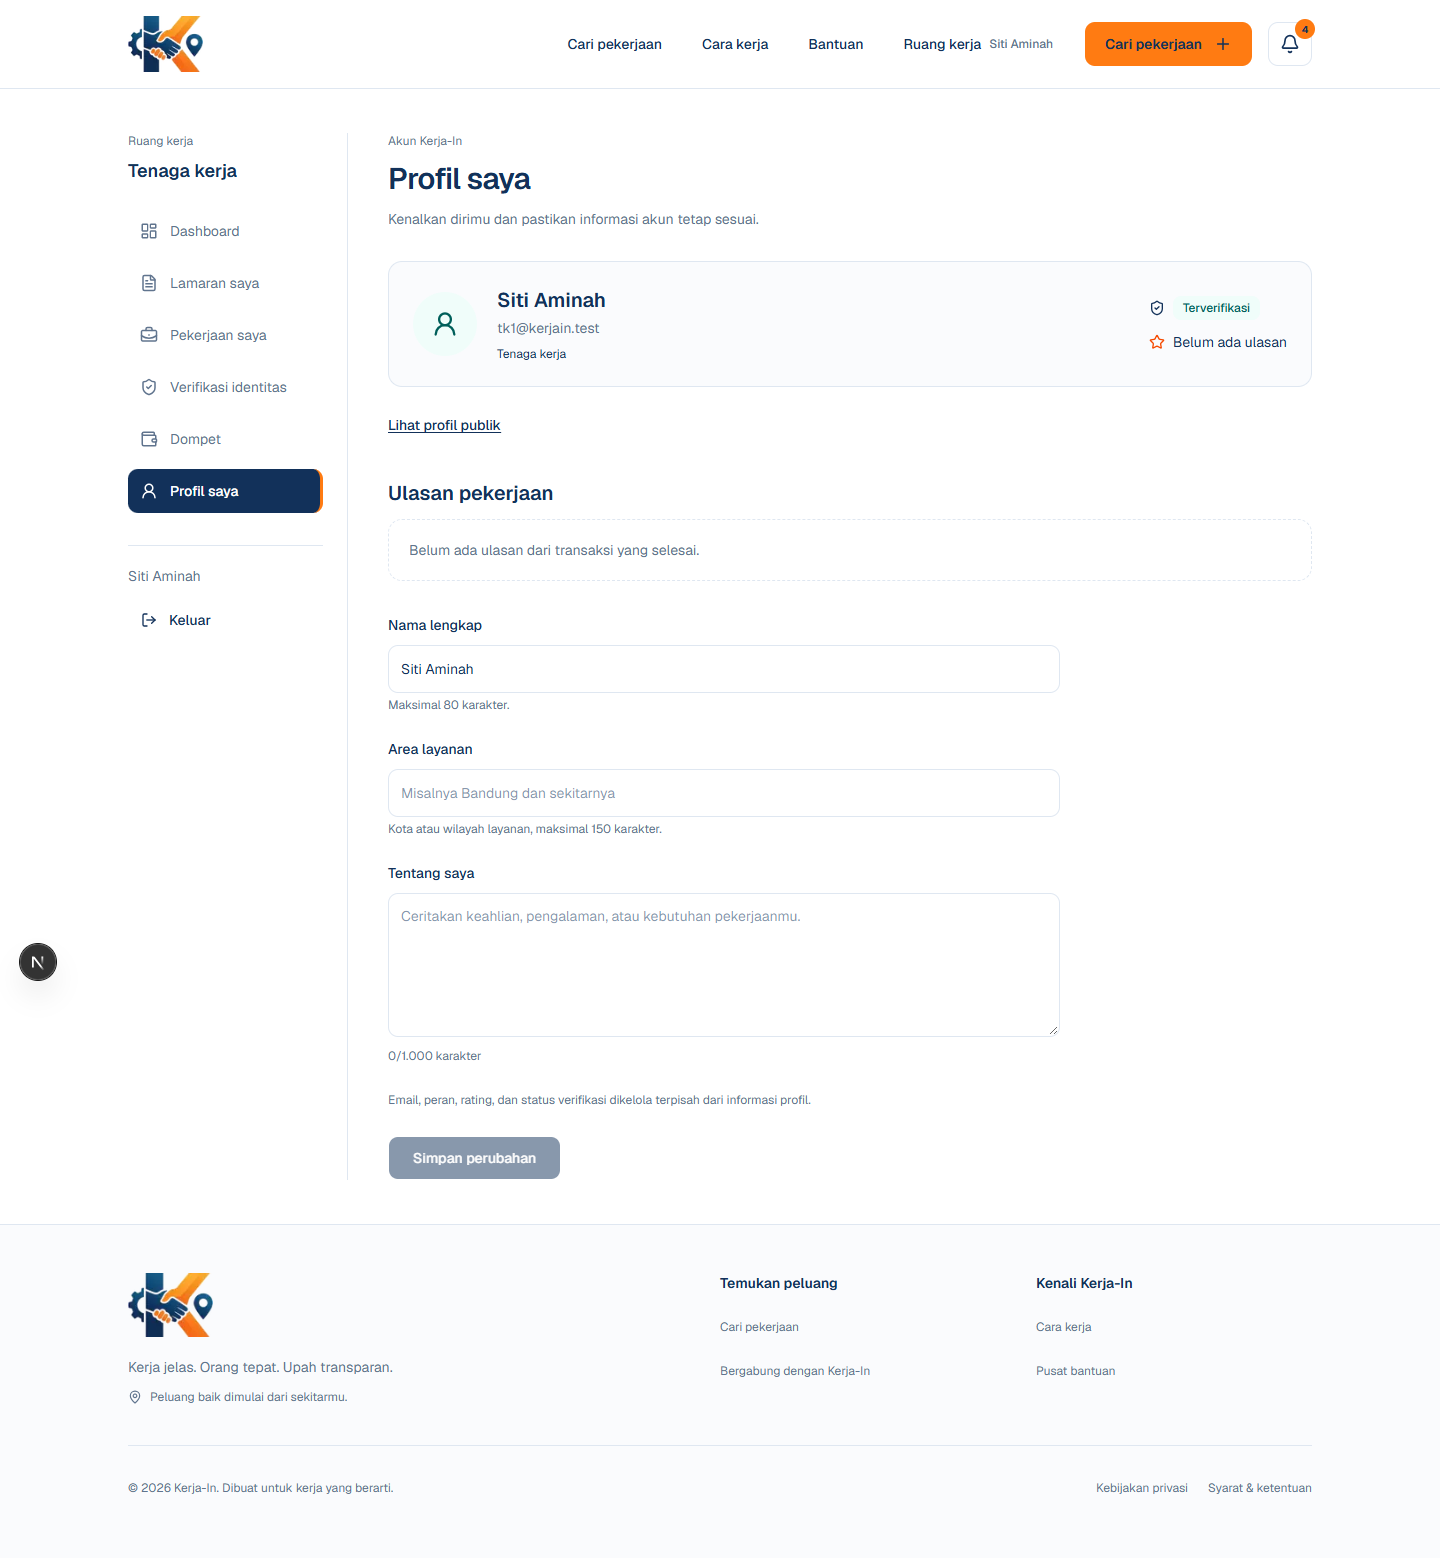 Cari pekerjaan
Cara kerja
Bantuan
Ruang kerja Siti Aminah
Cari pekerjaan
4
Ruang kerja
Tenaga kerja
Dashboard
Lamaran saya
Pekerjaan saya
Verifikasi identitas
Dompet
Profil saya
Siti Aminah
Keluar
Akun Kerja-In
Profil saya
Kenalkan dirimu dan pastikan informasi akun tetap sesuai.
Siti Aminah
tk1@kerjain.test
Tenaga kerja
Terverifikasi
Belum ada ulasan
Lihat profil publik
Ulasan pekerjaan
Belum ada ulasan dari transaksi yang selesai.
Nama lengkap
Siti Aminah
Maksimal 80 karakter.
Area layanan
Misalnya Bandung dan sekitarnya
Kota atau wilayah layanan, maksimal 150 karakter.
Tentang saya
Ceritakan keahlian, pengalaman, atau kebutuhan pekerjaanmu.
0/1.000 karakter
Email, peran, rating, dan status verifikasi dikelola terpisah dari informasi profil.
Simpan perubahan
N
Kerja jelas. Orang tepat. Upah transparan.
Peluang baik dimulai dari sekitarmu.
Temukan peluang
Cari pekerjaan
Bergabung dengan Kerja-In
Kenali Kerja-In
Cara kerja
Pusat bantuan
© 2026 Kerja-In. Dibuat untuk kerja yang berarti.
Kebijakan privasi
Syarat & ketentuan